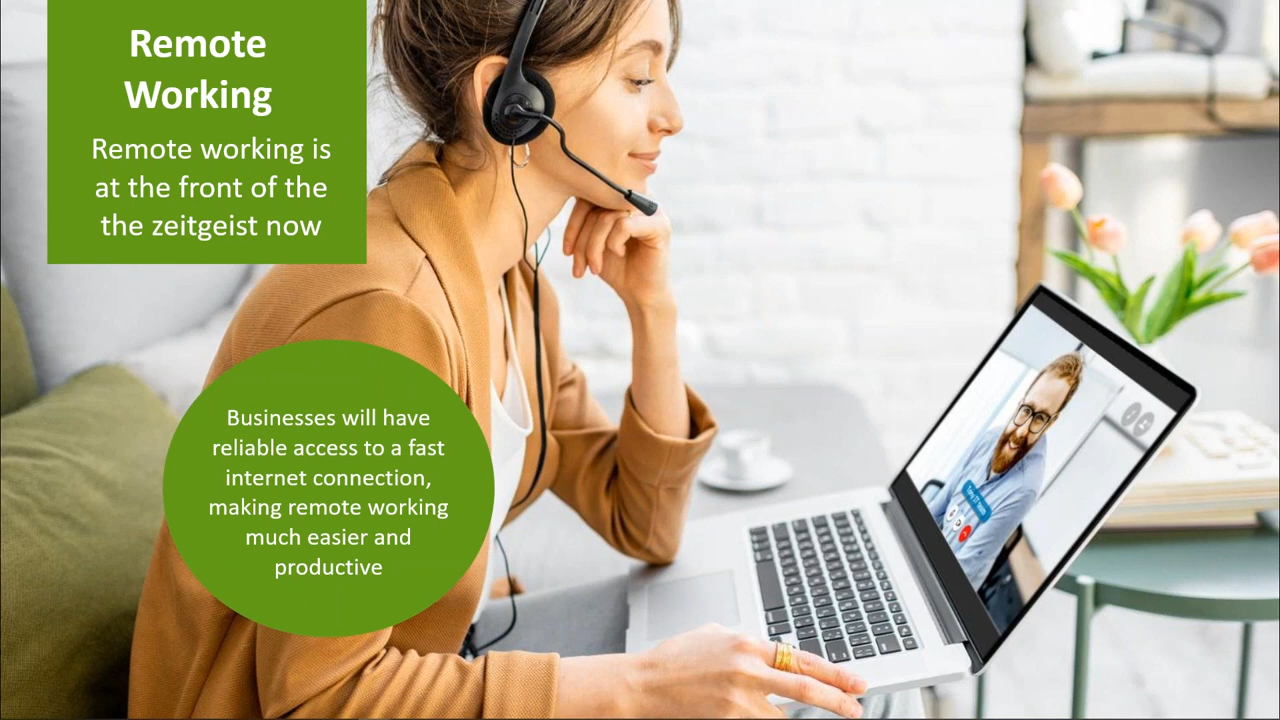 Remote
Working
Remote working is
at the front of the
the zeitgeist now
Businesses will have
reliable access to a fast
internet connection,
making remote working
much easier and
productive